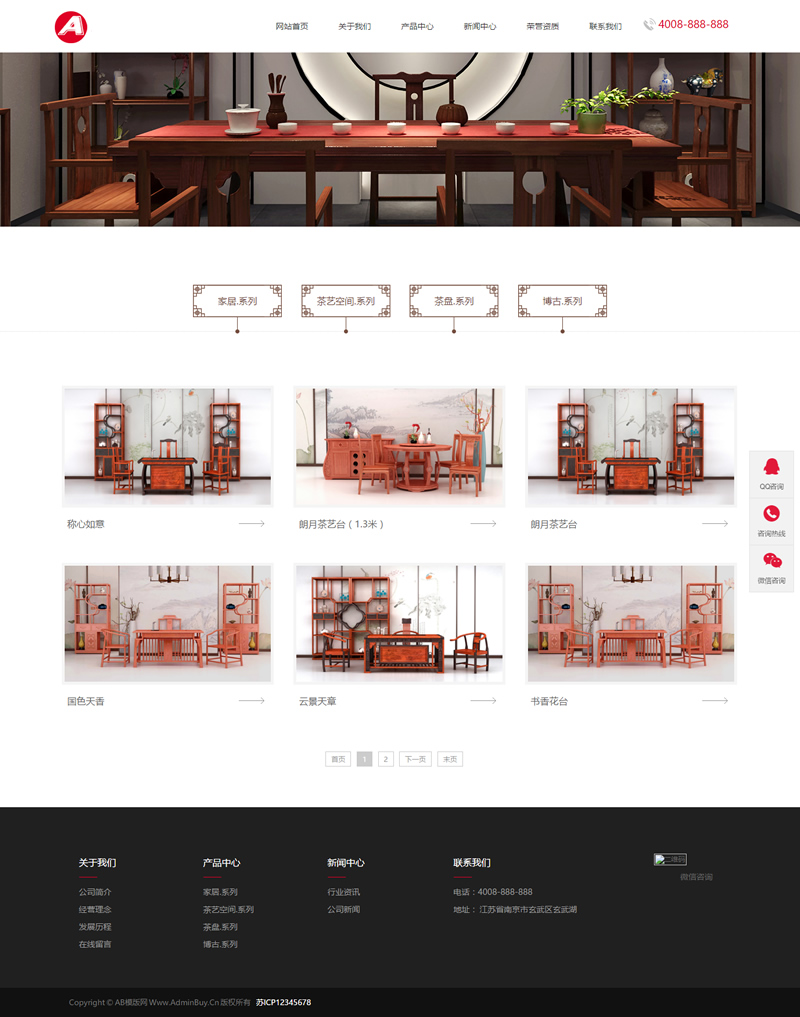 A
网站首页 关于我们 产品中心 新闻中心 荣誉资质 联系我们 4008-888-888
家居.系列 茶艺空间.系列 茶盘.系列 博古.系列
称心如意 朗月茶艺台（1.3米） 朗月茶艺台
QQ咨询
咨询热线
微信咨询
国色天香 云景天章 书香花台
首页 1 2 下一页 末页
关于我们 产品中心 新闻中心 联系我们 二维码
微信咨询
公司简介 家居.系列 行业资讯 电话：4008-888-888
经营理念 茶艺空间.系列 公司新闻 地址： 江苏省南京市玄武区玄武湖
发展历程 茶盘.系列
在线留言 博古.系列
Copyright © AB模版网 Www.AdminBuy.Cn 版权所有 苏ICP12345678